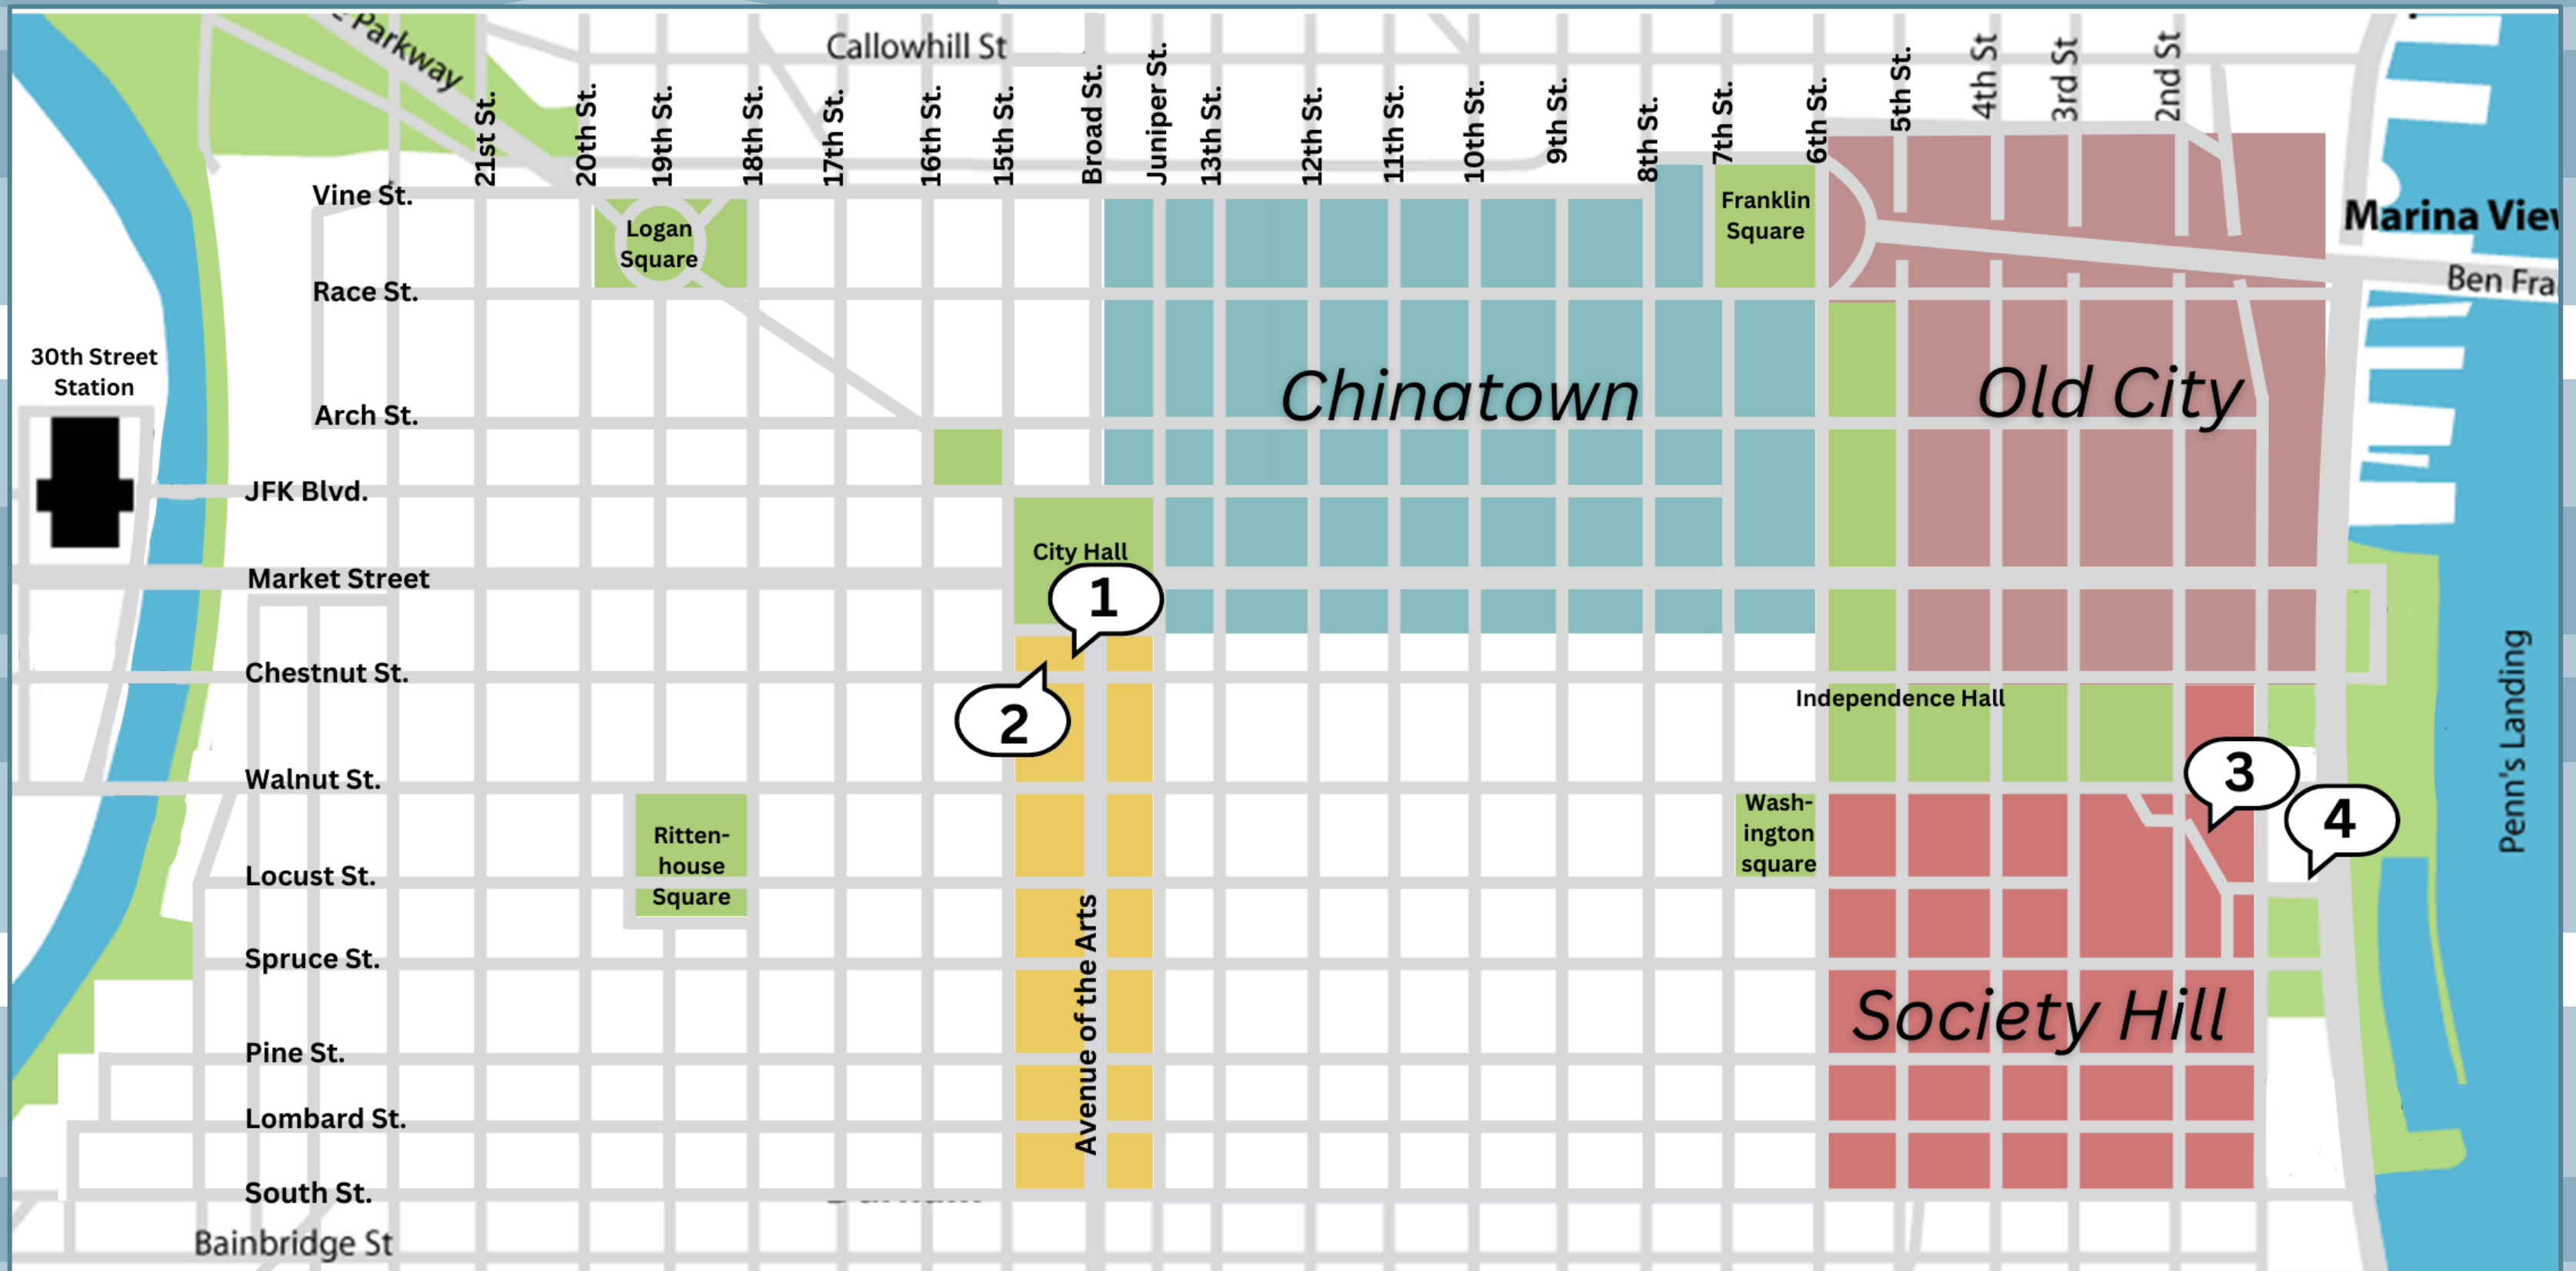 Parkway
Callowhill St
21st St.
20th St.
19th St.
18th St.
17th St.
16th St.
15th St.
Broad St.
Juniper St.
13th St.
12th St.
11th St.
10th St.
9th St.
8th St.
7th St.
6th St.
5th St.
4th St
3rd St
2nd St
Vine St.
Logan
Square
Franklin
Square
Marina View
Race St.
Ben Fra
30th Street
Station
Arch St.
Chinatown
Old City
JFK Blvd.
City Hall
Market Street
1
Chestnut St.
2
Independence Hall
Penn's Landing
Walnut St.
3
4
Ritten-
house
Square
Wash-
ington
square
Locust St.
Avenue of the Arts
Spruce St.
Society Hill
Pine St.
Lombard St.
South St.
Bainbridge St